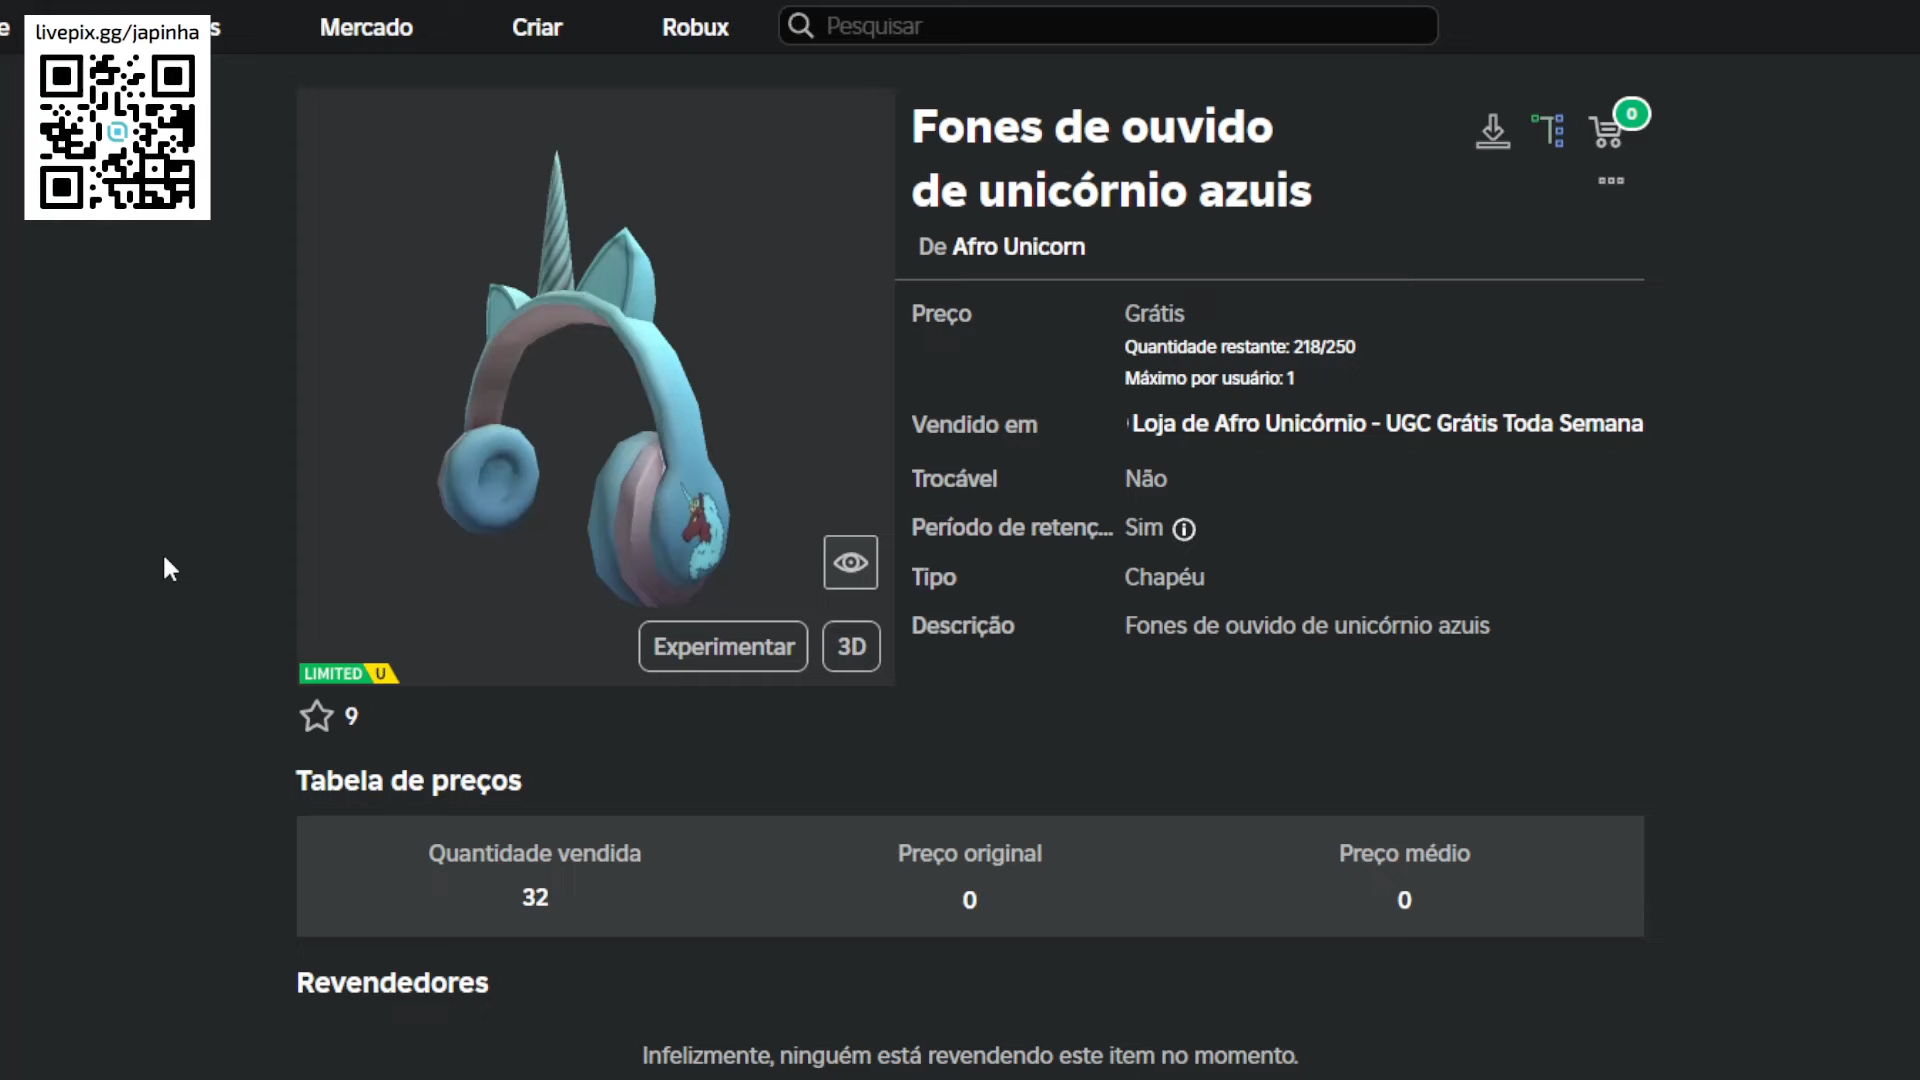 livepix.gg/japinha
Mercado
Criar
Robux
Pesquisar
Fones de ouvido
de unicórnio azuis
0
De Afro Unicorn
Preço
Grátis
Quantidade restante: 218/250
Máximo por usuário: 1
Vendido em
Loja de Afro Unicórnio - UGC Grátis Toda Semana
Trocável
Não
Período de retenç...
Sim
Tipo
Chapéu
Descrição
Fones de ouvido de unicórnio azuis
Experimentar
3D
LIMITED U
9
Tabela de preços
Quantidade vendida
Preço original
Preço médio
32
0
0
Revendedores
Infelizmente, ninguém está revendendo este item no momento.